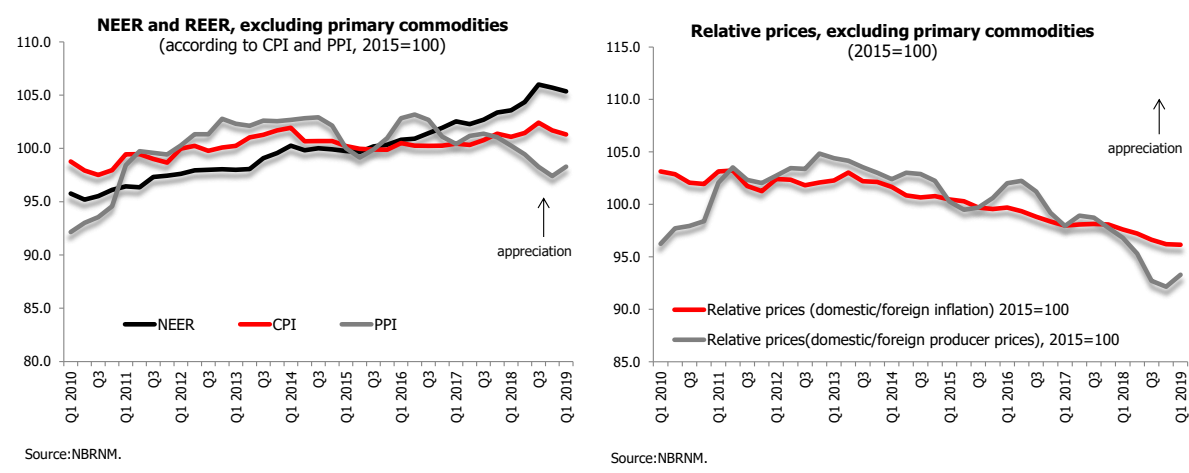 NEER and REER, excluding primary commodities
(according to CPI and PPI, 2015=100)
110.0
105.0
100.0
95.0
90.0
85.0
80.0
appreciation
NEER
CPI
PPI
Q1 2010
Q3
Q1 2011
Q3
Q1 2012
Q3
Q1 2013
Q3
Q1 2014
Q3
Q1 2015
Q3
Q1 2016
Q3
Q1 2017
Q3
Q1 2018
Q3
Q1 2019
Source:NBRNM.
Relative prices, excluding primary commodities
(2015=100)
115.0
110.0
105.0
100.0
95.0
90.0
85.0
appreciation
Relative prices (domestic/foreign inflation) 2015=100
Relative prices(domestic/foreign producer prices), 2015=100
Q1 2010
Q3
Q1 2011
Q3
Q1 2012
Q3
Q1 2013
Q3
Q1 2014
Q3
Q1 2015
Q3
Q1 2016
Q3
Q1 2017
Q3
Q1 2018
Q3
Q1 2019
Source:NBRNM.